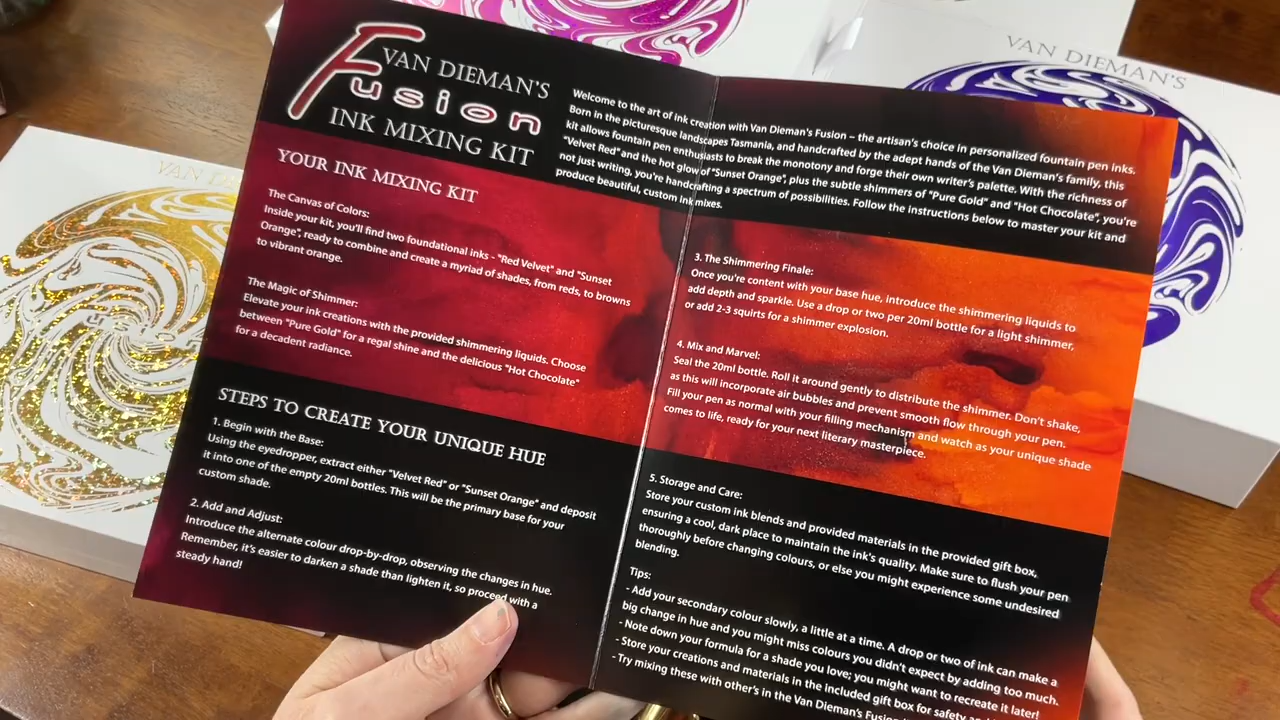 VAN DIEMAN'S
Fusion
INK MIXING KIT
Welcome to the art of ink creation with Van Dieman's Fusion – the artisan's choice in personalized fountain pen inks.
Born in the picturesque landscapes Tasmania, and handcrafted by the adept hands of the Van Dieman's family, this
kit allows fountain pen enthusiasts to break the monotony and forge their own writer's palette. With the richness of
"Velvet Red" and the hot glow of "Sunset Orange", plus the subtle shimmers of "Pure Gold" and "Hot Chocolate", you're
not just writing, you're handcrafting a spectrum of possibilities. Follow the instructions below to master your kit and
produce beautiful, custom ink mixes.
YOUR INK MIXING KIT
The Canvas of Colors:
Inside your kit, you'll find two foundational inks - "Red Velvet" and "Sunset
Orange", ready to combine and create a myriad of shades, from reds, to browns
to vibrant orange.
The Magic of Shimmer:
Elevate your ink creations with the provided shimmering liquids. Choose
between "Pure Gold" for a regal shine and the delicious "Hot Chocolate"
for a decadent radiance.
STEPS TO CREATE YOUR UNIQUE HUE
1. Begin with the Base:
Using the eyedropper, extract either "Velvet Red" or "Sunset Orange" and deposit
it into one of the empty 20ml bottles. This will be the primary base for your
custom shade.
2. Add and Adjust:
Introduce the alternate colour drop-by-drop, observing the changes in hue.
Remember, it's easier to darken a shade than lighten it, so proceed with a
steady hand!
3. The Shimmering Finale:
Once you're content with your base hue, introduce the shimmering liquids to
add depth and sparkle. Use a drop or two per 20ml bottle for a light shimmer,
or add 2-3 squirts for a shimmer explosion.
4. Mix and Marvel:
Seal the 20ml bottle. Roll it around gently to distribute the shimmer. Don't shake,
as this will incorporate air bubbles and prevent smooth flow through your pen.
Fill your pen as normal with your filling mechanism and watch as your unique shade
comes to life, ready for your next literary masterpiece.
5. Storage and Care:
Store your custom ink blends and provided materials in the provided gift box,
ensuring a cool, dark place to maintain the ink's quality. Make sure to flush your pen
thoroughly before changing colours, or else you might experience some undesired
blending.
Tips:
- Add your secondary colour slowly, a little at a time. A drop or two of ink can make a
big change in hue and you might miss colours you didn't expect by adding too much.
- Note down your formula for a shade you love; you might want to recreate it later!
- Store your creations and materials in the included gift box for safety and
- Try mixing these with other's in the Van Dieman's Fusion
VAN DIEMAN'S
VAN DI